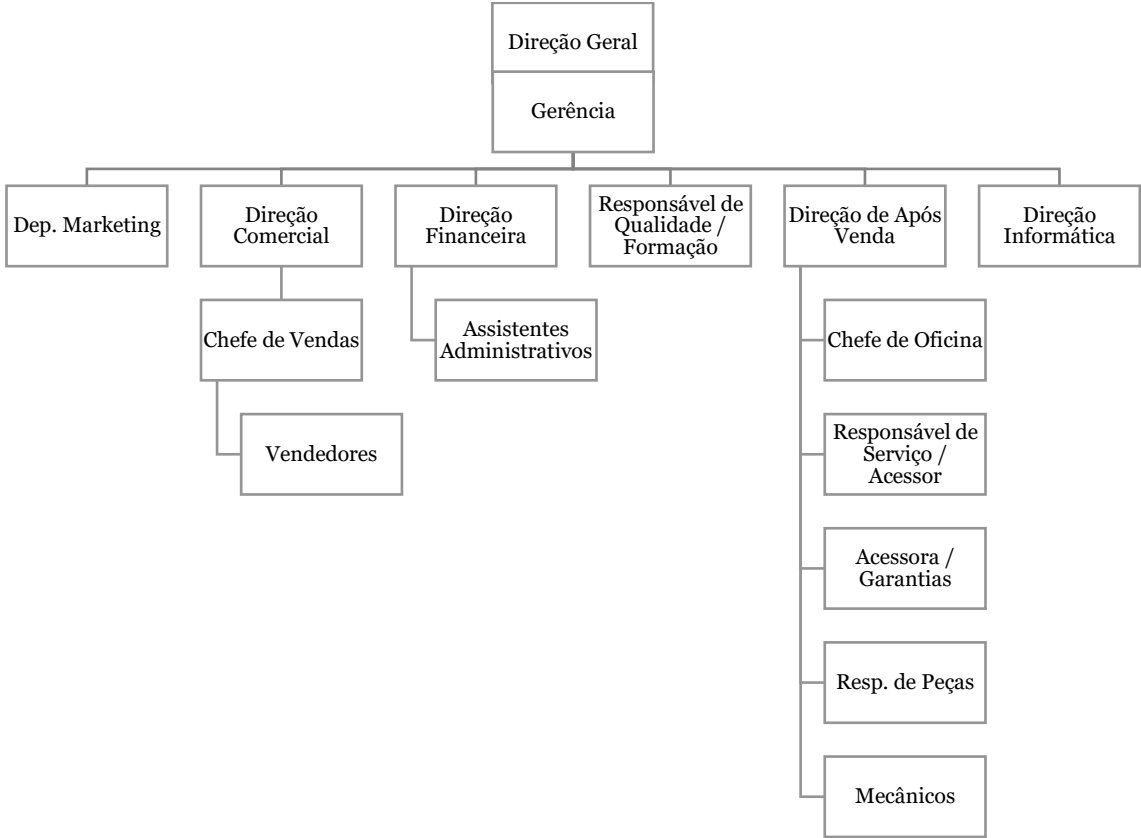 Direção Geral
Gerência
Dep. Marketing
Direção
Comercial
Direção
Financeira
Responsável de
Qualidade /
Formação
Direção de Após
Venda
Direção
Informática
Chefe de Vendas
Assistentes
Administrativos
Chefe de Oficina
Vendedores
Responsável de
Serviço /
Acessor
Acessora /
Garantias
Resp. de Peças
Mecânicos